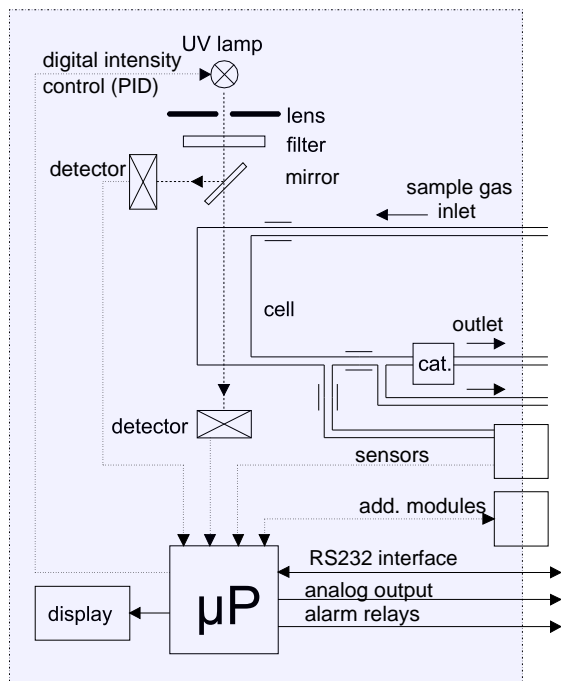 UV lamp
digital intensity
control (PID)
lens
filter
detector
mirror
sample gas
inlet
cell
outlet
cat.
detector
sensors
add. modules
RS232 interface
analog output
alarm relays
µP
display